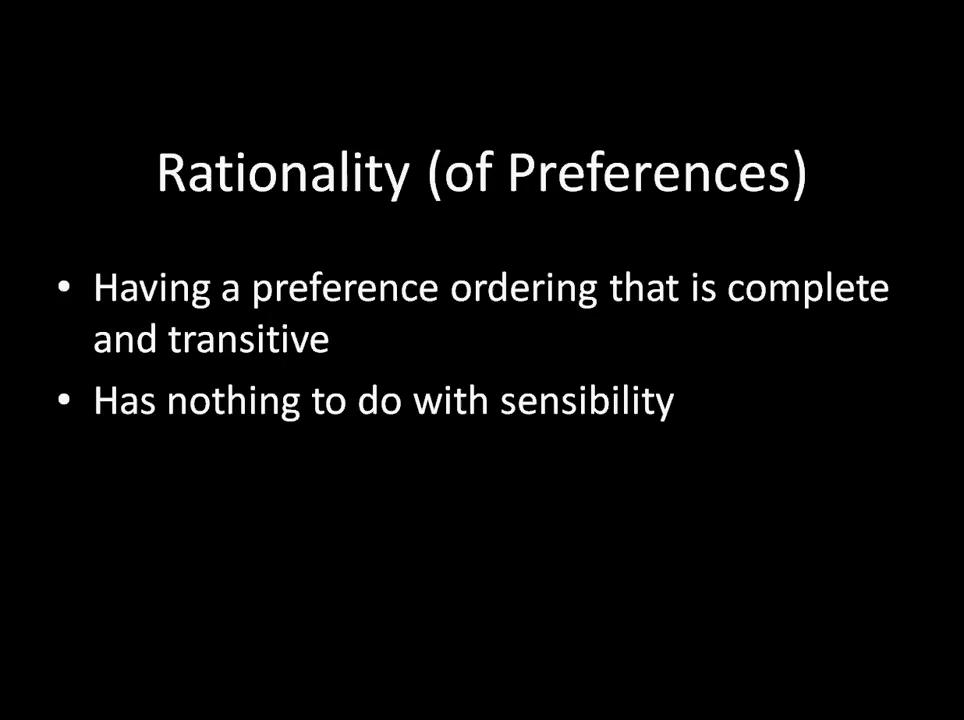 Rationality (of Preferences)
• Having a preference ordering that is complete
and transitive
• Has nothing to do with sensibility